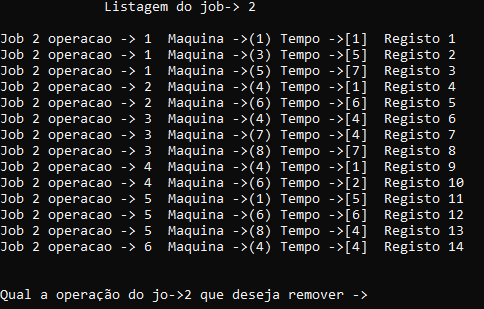 Listagem do job-> 2
Job 2 operacao -> 1  Maquina ->(1) Tempo ->[1]  Registo 1
Job 2 operacao -> 1  Maquina ->(3) Tempo ->[5]  Registo 2
Job 2 operacao -> 1  Maquina ->(5) Tempo ->[7]  Registo 3
Job 2 operacao -> 2  Maquina ->(4) Tempo ->[1]  Registo 4
Job 2 operacao -> 2  Maquina ->(6) Tempo ->[6]  Registo 5
Job 2 operacao -> 3  Maquina ->(4) Tempo ->[4]  Registo 6
Job 2 operacao -> 3  Maquina ->(7) Tempo ->[4]  Registo 7
Job 2 operacao -> 3  Maquina ->(8) Tempo ->[7]  Registo 8
Job 2 operacao -> 4  Maquina ->(4) Tempo ->[1]  Registo 9
Job 2 operacao -> 4  Maquina ->(6) Tempo ->[2]  Registo 10
Job 2 operacao -> 5  Maquina ->(1) Tempo ->[5]  Registo 11
Job 2 operacao -> 5  Maquina ->(6) Tempo ->[6]  Registo 12
Job 2 operacao -> 5  Maquina ->(8) Tempo ->[4]  Registo 13
Job 2 operacao -> 6  Maquina ->(4) Tempo ->[4]  Registo 14
Qual a operação do jo->2 que deseja remover ->